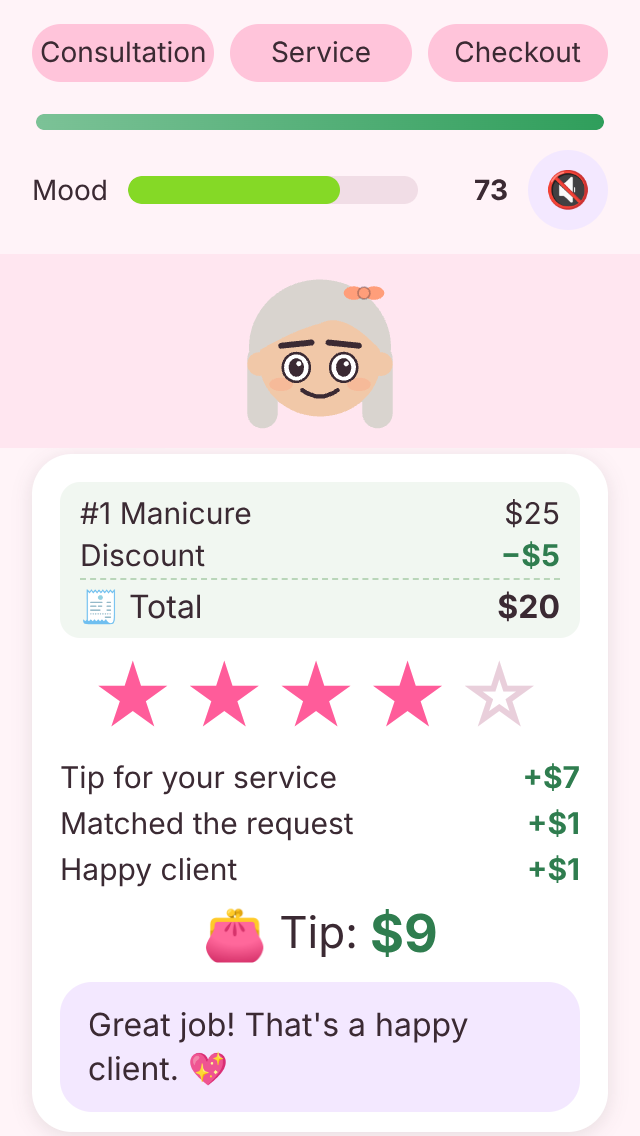 Consultation Service Checkout
Mood 73
#1 Manicure $25
Discount −$5
Total $20
Tip for your service +$7
Matched the request +$1
Happy client +$1
Tip: $9
Great job! That's a happy
client.